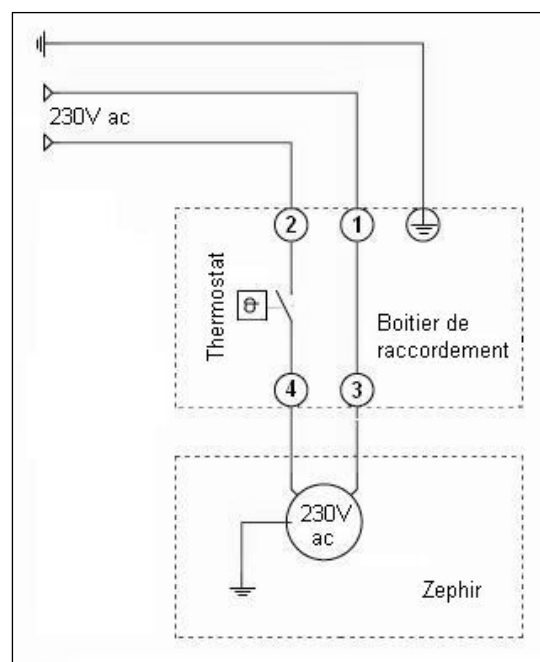 230V ac
2
1
Thermostat
θ
Boitier de
raccordement
4
3
230V
ac
Zephir